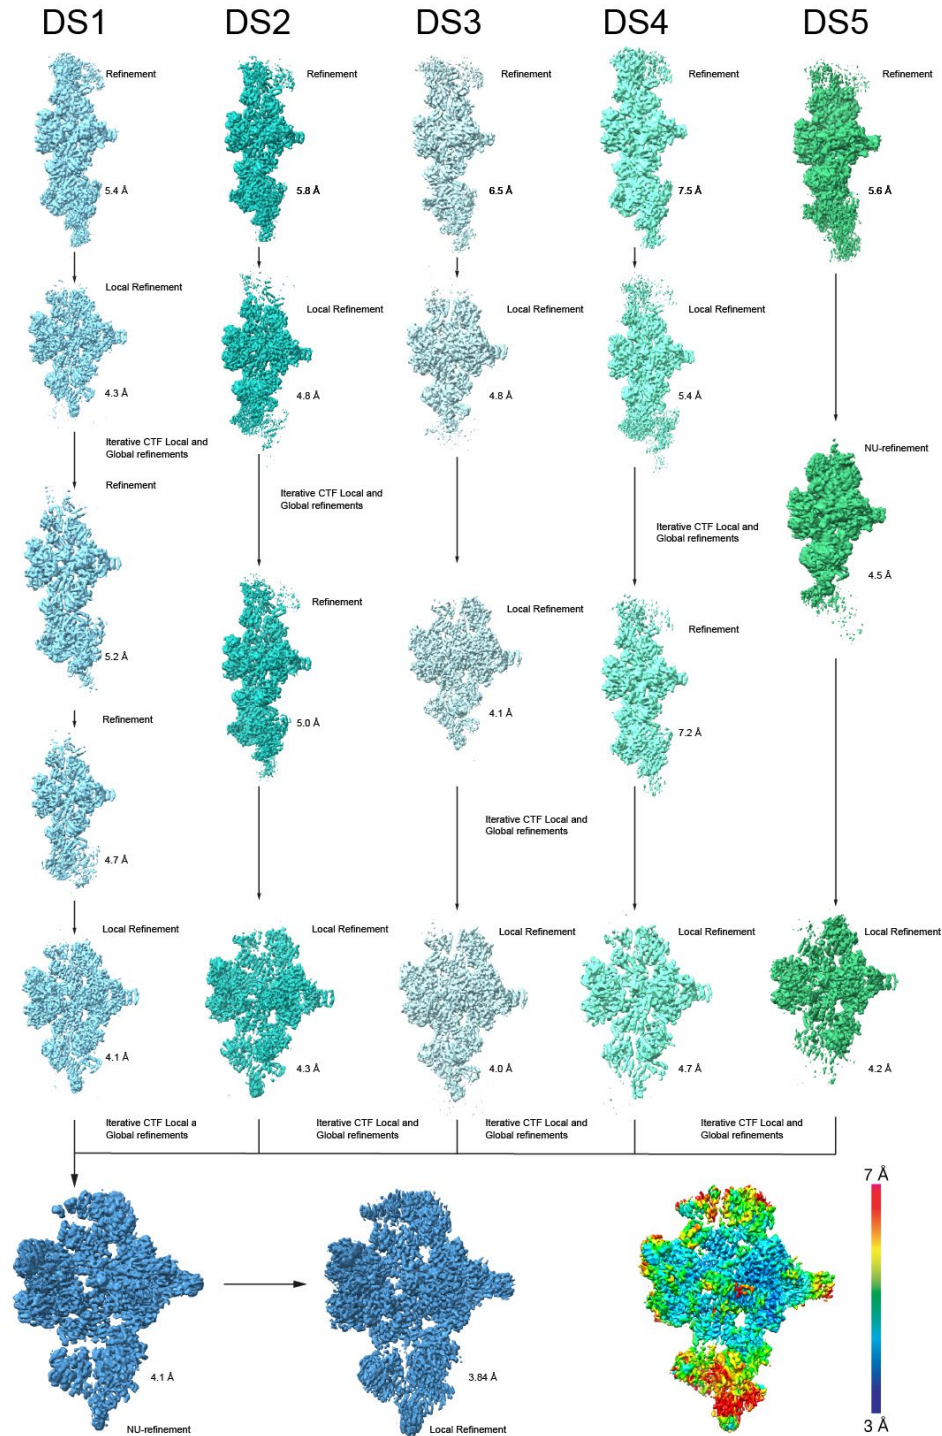 DS1 DS2 DS3 DS4 DS5
Refinement Refinement Refinement Refinement Refinement
5.4 Å 5.8 Å 6.5 Å 7.5 Å 5.6 Å
Local Refinement
Local Refinement Local Refinement Local Refinement
4.3 Å 4.8 Å 4.8 Å 5.4 Å
Iterative CTF Local and
Global refinements
NU-refinement
Refinement
Iterative CTF Local and
Global refinements
Iterative CTF Local and
Global refinements
4.5 Å
Refinement
Local Refinement
Refinement
5.2 Å
4.1 Å
Refinement
5.0 Å
7.2 Å
Iterative CTF Local and
Global refinements
4.7 Å
Local Refinement Local Refinement Local Refinement Local Refinement Local Refinement
4.1 Å 4.3 Å 4.0 Å 4.7 Å 4.2 Å
Iterative CTF Local a Iterative CTF Local and Iterative CTF Local and Iterative CTF Local and
Global refinements Global refinements Global refinements Global refinements
7 Å
4.1 Å 3.84 Å
3 Å
NU-refinement Local Refinement